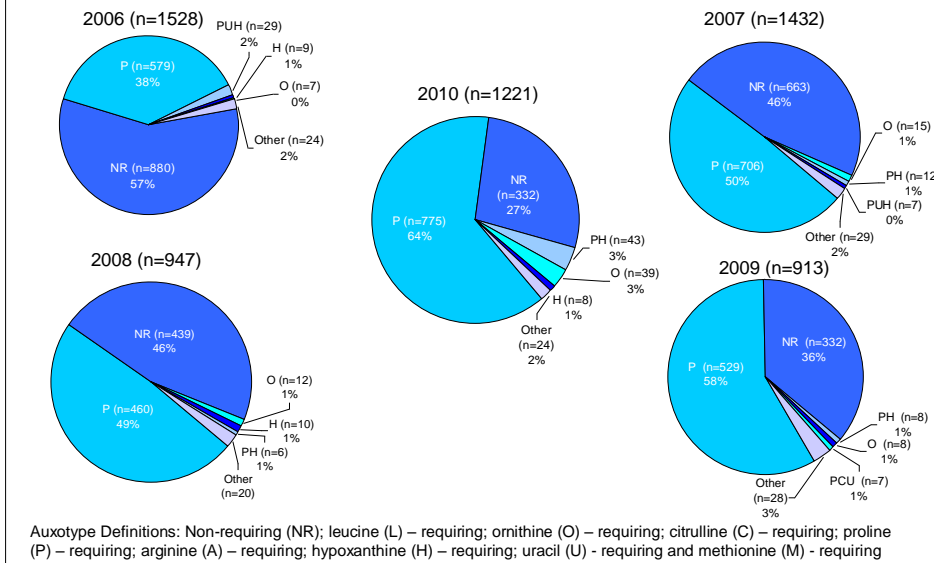 2006 (n=1528)
P (n=579)
38%
PUH (n=29)
2%
H (n=9)
1%
O (n=7)
0%
Other (n=24)
2%
NR (n=880)
57%
2007 (n=1432)
NR (n=663)
46%
O (n=15)
1%
PH (n=12
1%
PUH (n=7)
0%
Other (n=29)
2%
P (n=706)
50%
2010 (n=1221)
NR
(n=332)
27%
P (n=775)
64%
PH (n=43)
3%
O (n=39)
3%
H (n=8)
1%
Other
(n=24)
2%
2008 (n=947)
NR (n=439)
46%
O (n=12)
1%
H (n=10)
1%
PH (n=6)
1%
Other
(n=20)
P (n=460)
49%
2009 (n=913)
NR (n=332)
36%
P (n=529)
58%
PH (n=8)
1%
O (n=8)
1%
PCU (n=7)
1%
Other
(n=28)
3%
Auxotype Definitions: Non-requiring (NR); leucine (L) – requiring; ornithine (O) – requiring; citrulline (C) – requiring; proline
(P) – requiring; arginine (A) – requiring; hypoxanthine (H) – requiring; uracil (U) - requiring and methionine (M) - requiring